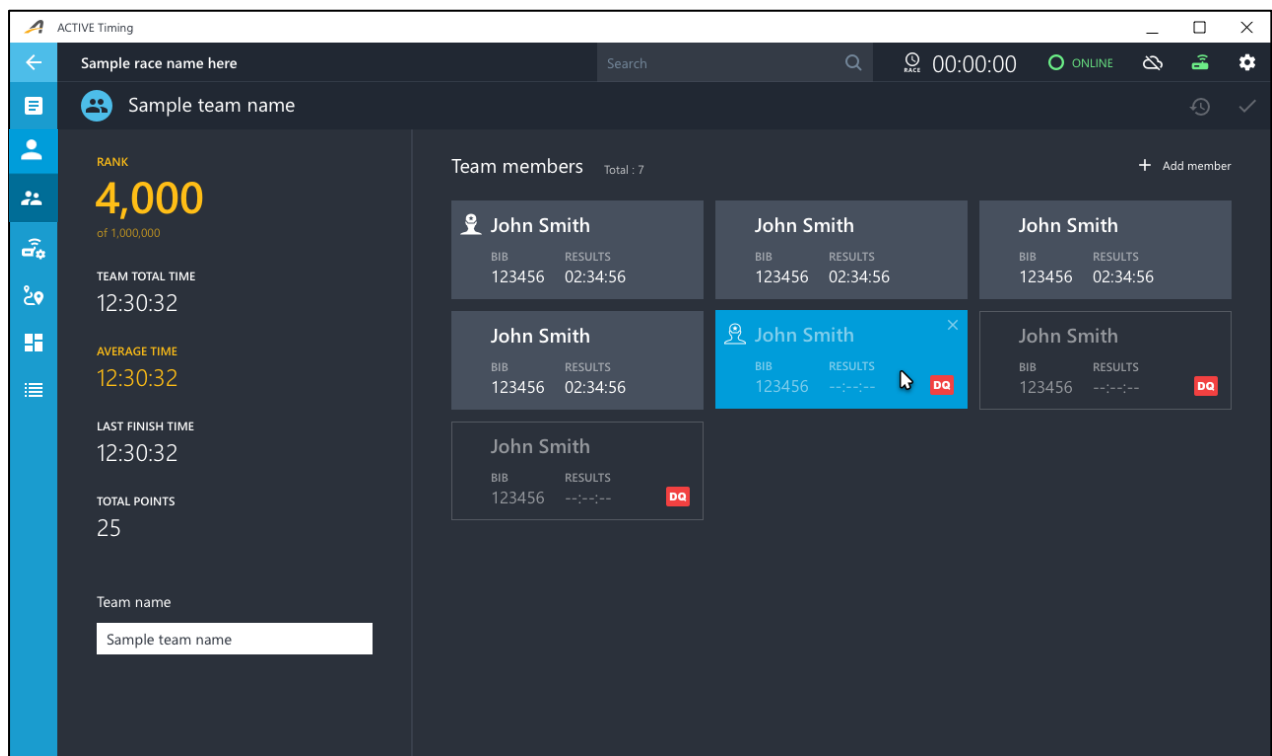 ACTIVE Timing
Sample race name here
Search
RACE
00:00:00
ONLINE
Sample team name
RANK
4,000
of 1,000,000
TEAM TOTAL TIME
12:30:32
AVERAGE TIME
12:30:32
LAST FINISH TIME
12:30:32
TOTAL POINTS
25
Team name
Sample team name
Team members Total : 7
+ Add member
John Smith
BIB RESULTS
123456 02:34:56
John Smith
BIB RESULTS
123456 02:34:56
John Smith
BIB RESULTS
123456 02:34:56
John Smith
BIB RESULTS
123456 02:34:56
John Smith
BIB RESULTS
123456 --:--:-- DQ
John Smith
BIB RESULTS
123456 --:--:-- DQ
John Smith
BIB RESULTS
123456 --:--:-- DQ